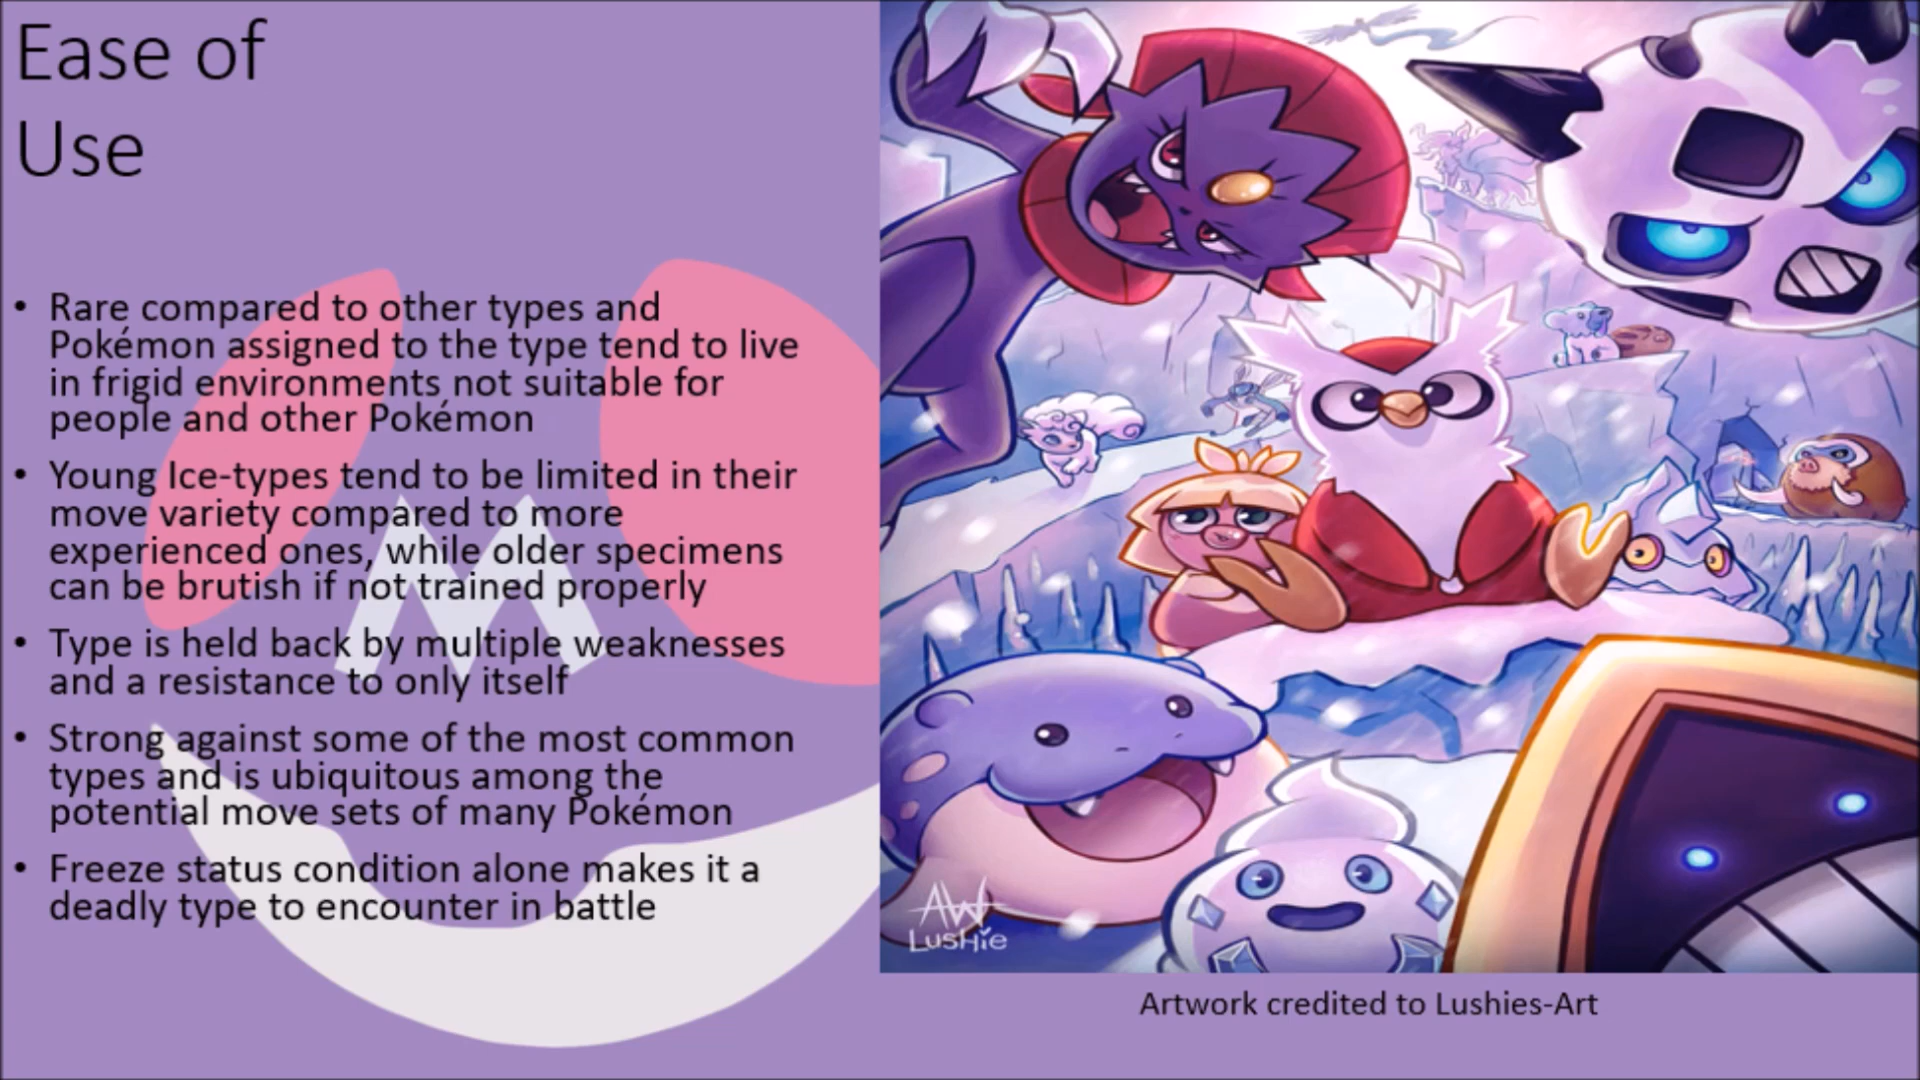 Ease of
Use
• Rare compared to other types and
Pokémon assigned to the type tend to live
in frigid environments not suitable for
people and other Pokémon
• Young Ice-types tend to be limited in their
move variety compared to more
experienced ones, while older specimens
can be brutish if not trained properly
• Type is held back by multiple weaknesses
and a resistance to only itself
• Strong against some of the most common
types and is ubiquitous among the
potential move sets of many Pokémon
• Freeze status condition alone makes it a
deadly type to encounter in battle
M
AW
LusHie
Artwork credited to Lushies-Art